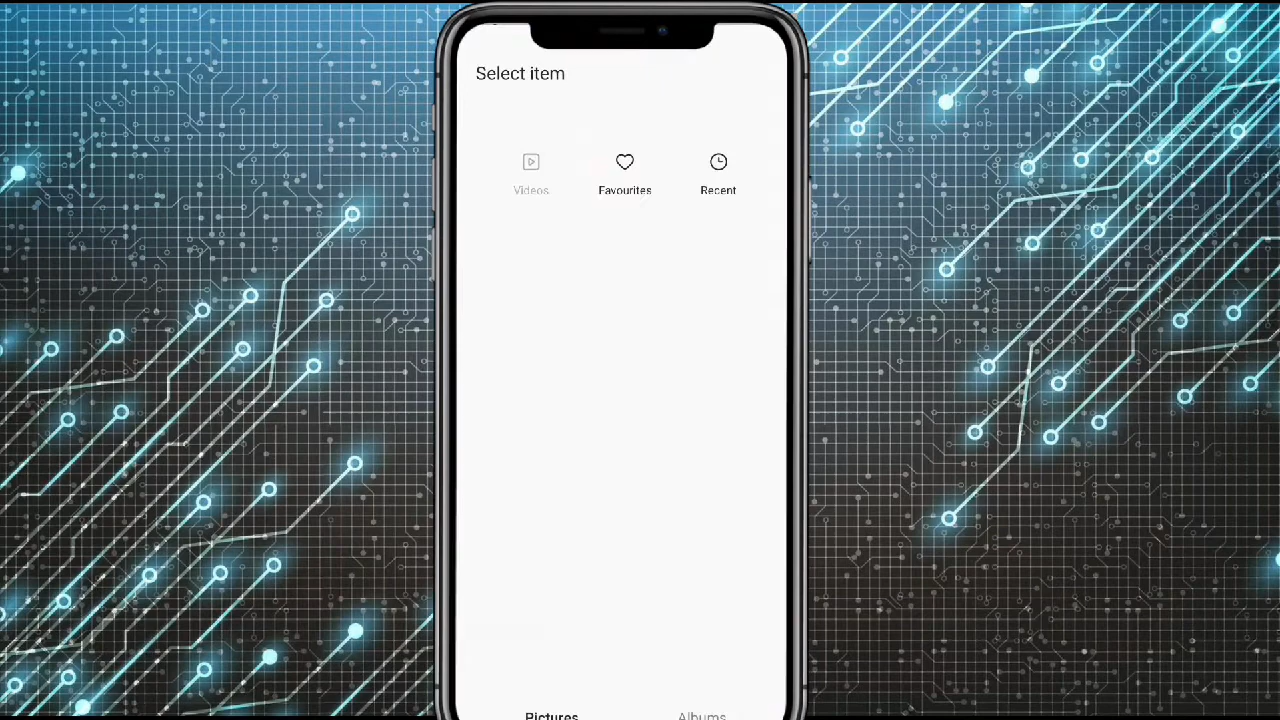 Select item
Videos
Favourites
Recent
Pictures
Albums